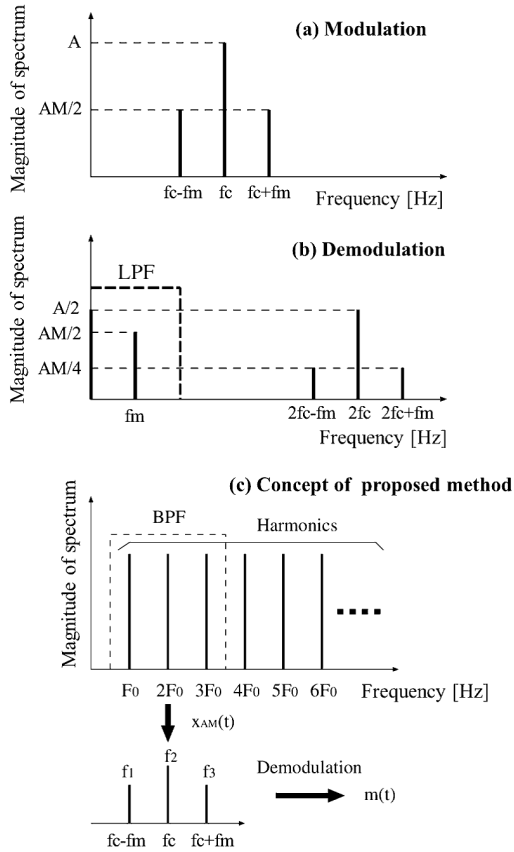 (a) Modulation
Magnitude of spectrum
A
AM/2
fc-fm fc fc+fm
Frequency [Hz]
(b) Demodulation
Magnitude of spectrum
LPF
A/2
AM/2
AM/4
fm 2fc-fm 2fc 2fc+fm
Frequency [Hz]
(c) Concept of proposed method
Magnitude of spectrum
BPF Harmonics
F0 2F0 3F0 4F0 5F0 6F0 Frequency [Hz]
xAM(t)
f1 f2 f3
Demodulation
m(t)
fc-fm fc fc+fm